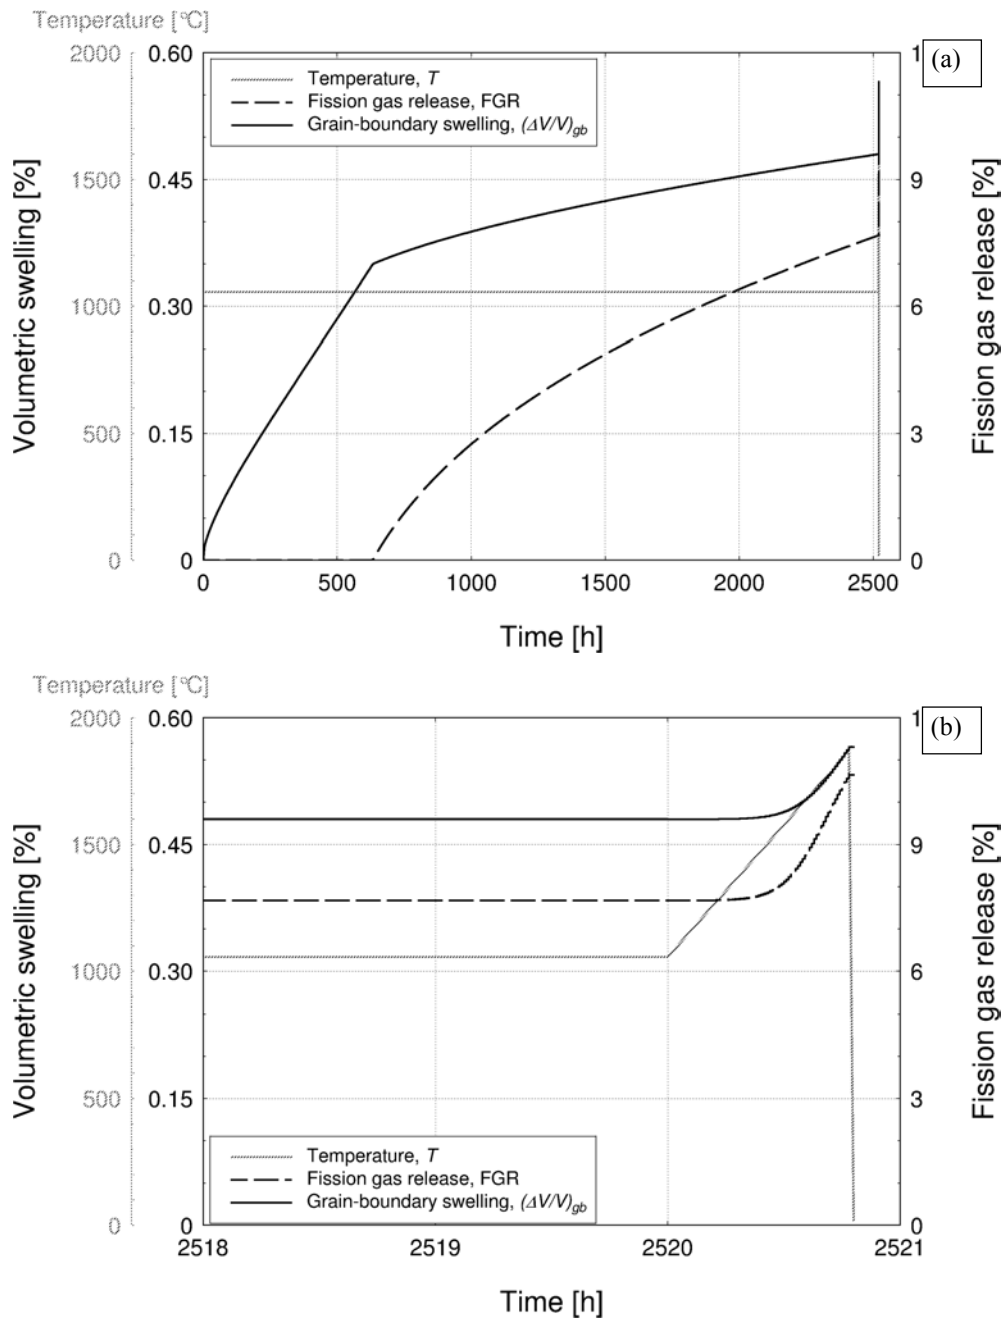 Temperature [°C]
2000 0.60 1 (a)
Temperature, T
Fission gas release, FGR
Grain-boundary swelling, (ΔV/V)gb
1500 0.45 9
1000 0.30 6
500 0.15 3
0 0 0
Volumetric swelling [%]
Fission gas release [%]
0 500 1000 1500 2000 2500
Time [h]
Temperature [°C]
2000 0.60 1 (b)
1500 0.45 9
1000 0.30 6
500 0.15 3
Temperature, T
Fission gas release, FGR
Grain-boundary swelling, (ΔV/V)gb
0 0 0
Volumetric swelling [%]
Fission gas release [%]
2518 2519 2520 2521
Time [h]